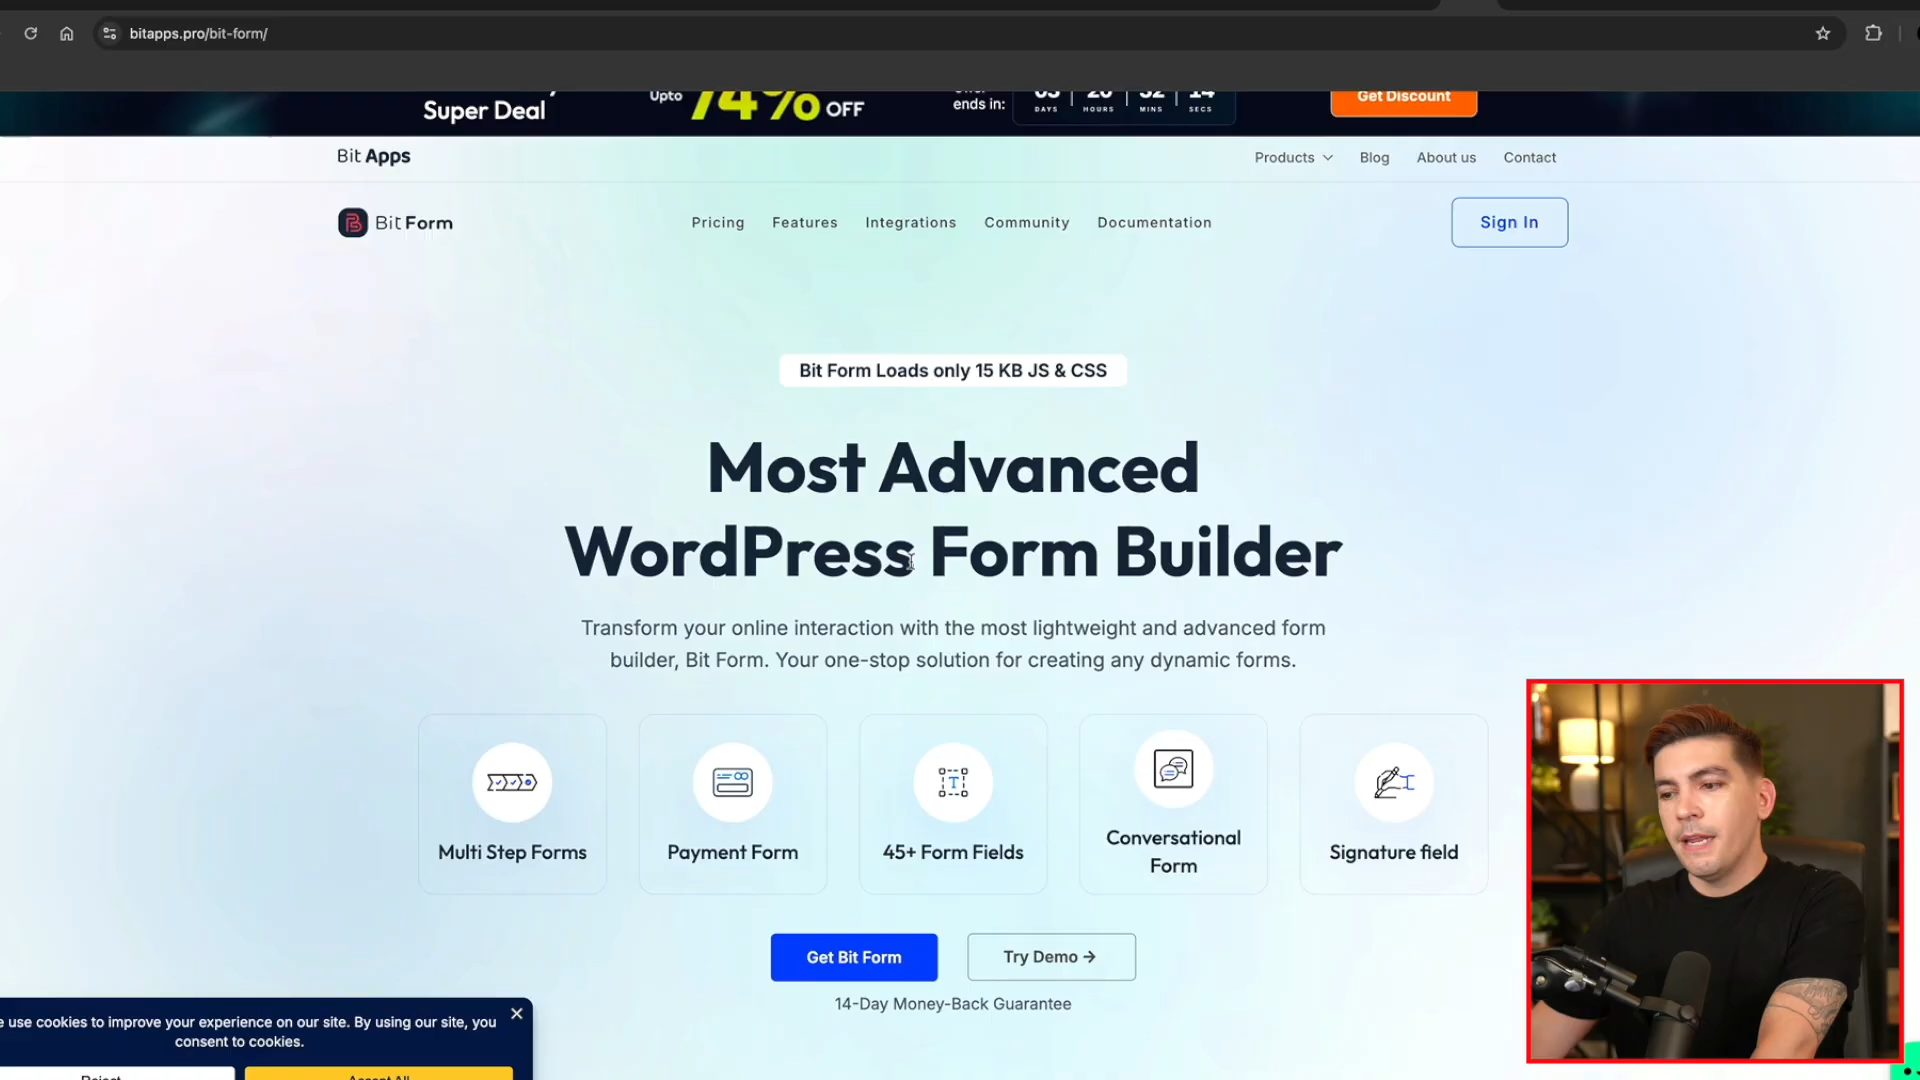 bitapps.pro/bit-form/
Super Deal
Upto 74% OFF
ends in:
DAYS HOURS MINS SECS
Get Discount
Bit Apps
Products
Blog
About us
Contact
Bit Form
Pricing
Features
Integrations
Community
Documentation
Sign In
Bit Form Loads only 15 KB JS & CSS
Most Advanced
WordPress Form Builder
Transform your online interaction with the most lightweight and advanced form
builder, Bit Form. Your one-stop solution for creating any dynamic forms.
Multi Step Forms
Payment Form
45+ Form Fields
Conversational
Form
Signature field
Get Bit Form
Try Demo →
14-Day Money-Back Guarantee
use cookies to improve your experience on our site. By using our site, you
consent to cookies.
Reject
Accept All